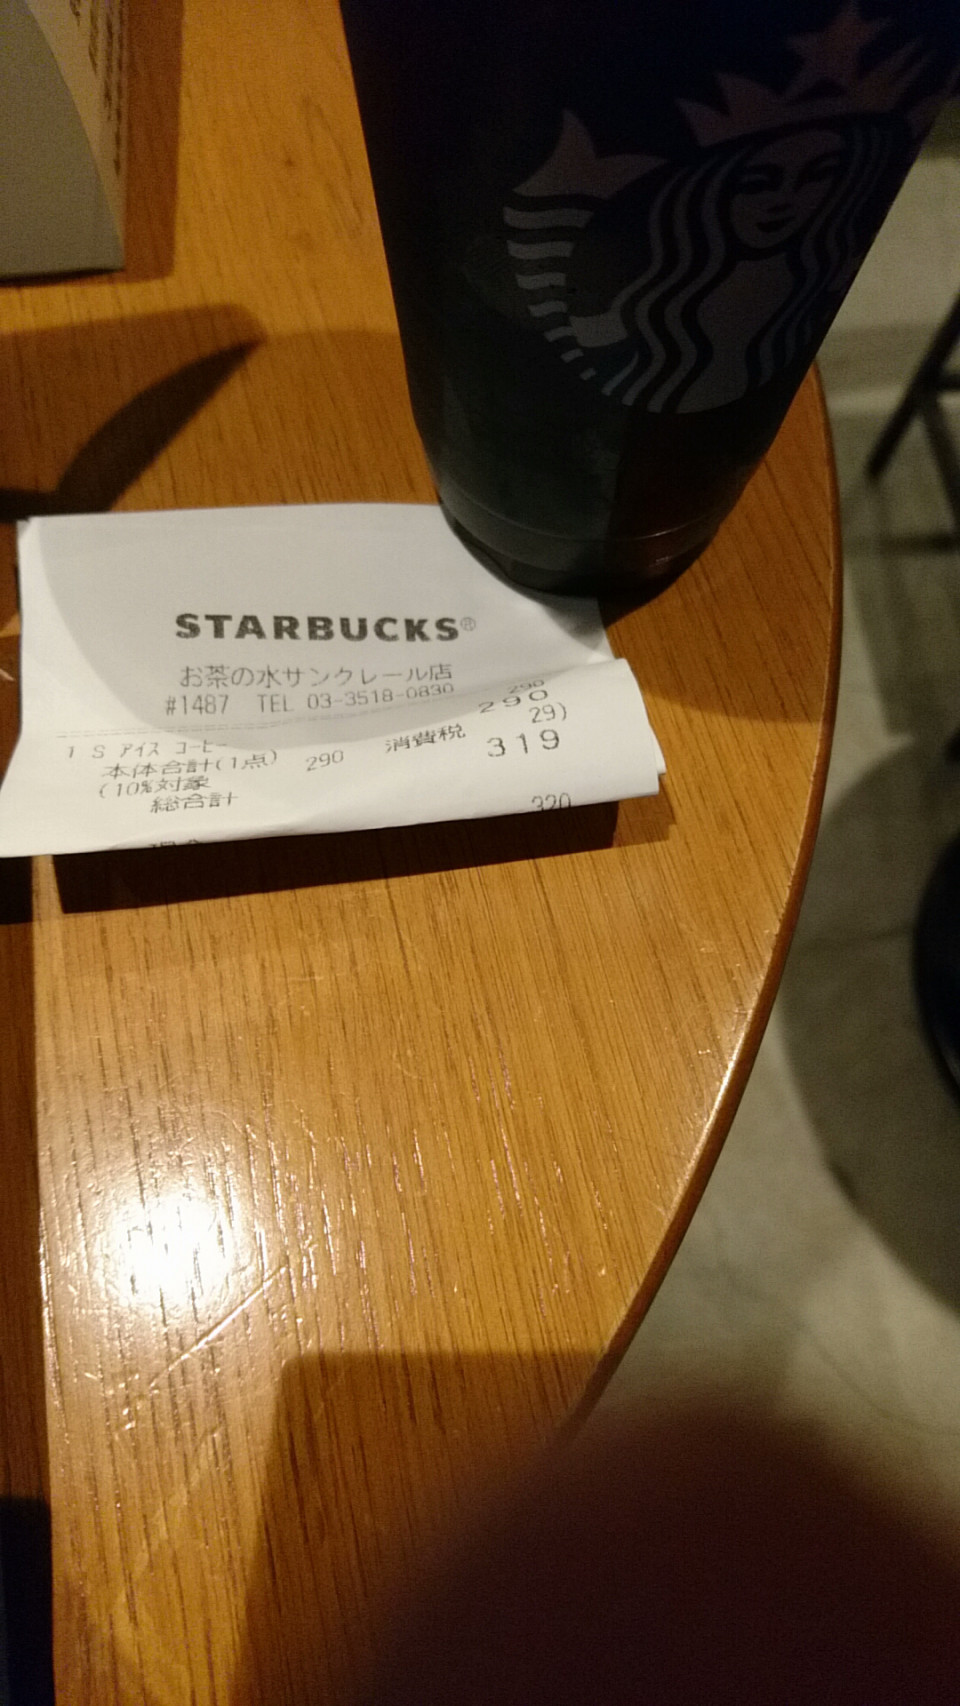 STARBUCKS®
お茶の水サンクレール店
#1487 TEL 03-3518-0830
1 S アイス コーヒー 290
本体合計(1点) 290
(10%対象 290 消費税 29)
総合計 319
320